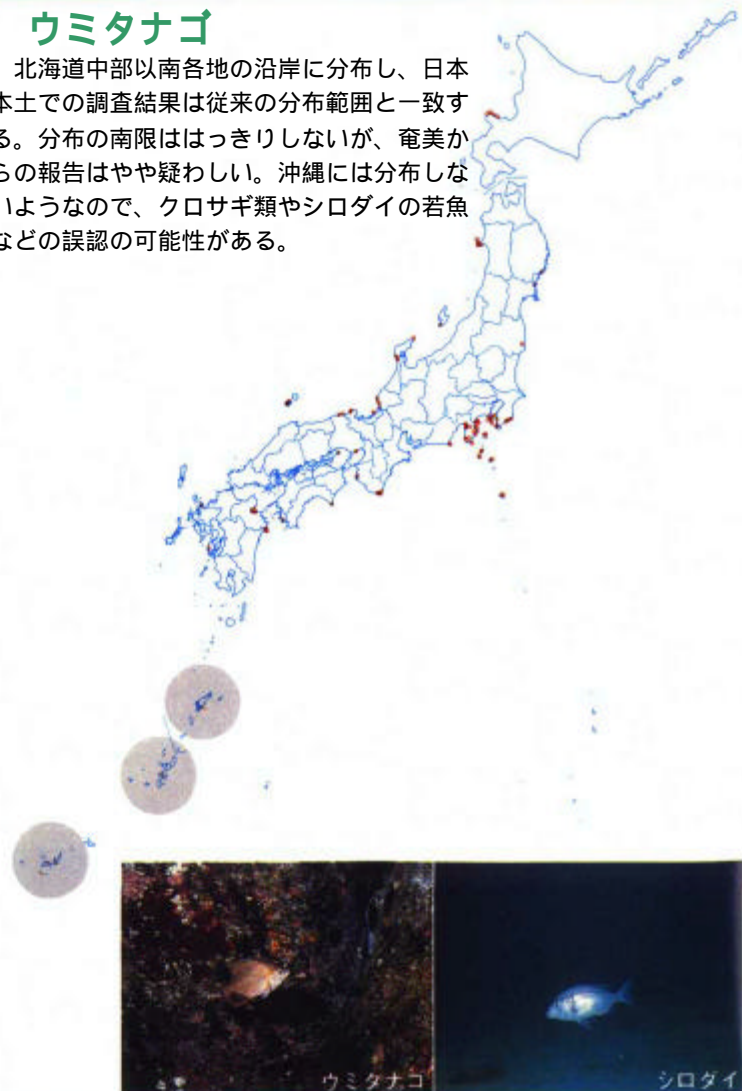 ウミタナゴ
北海道中部以南各地の沿岸に分布し、日本
本土での調査結果は従来の分布範囲と一致す
る。分布の南限ははっきりしないが、奄美か
らの報告はやや疑わしい。沖縄には分布しな
いようなので、クロサギ類やシロダイの若魚
などの誤認の可能性がある。
ウミタナゴ
シロダイ